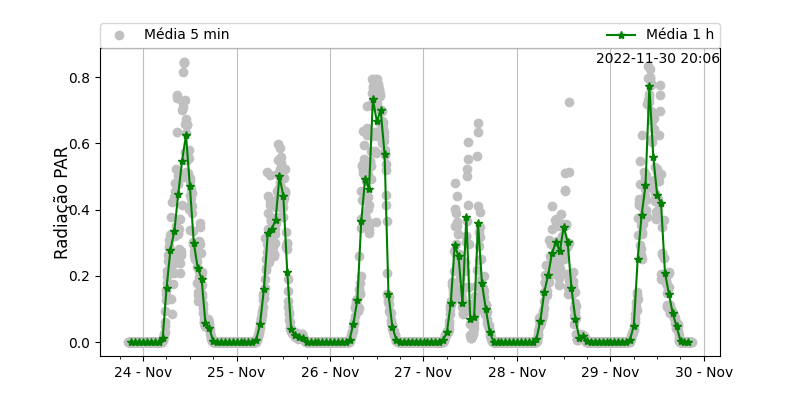 Média 5 min
Média 1 h
2022-11-30 20:06
Radiação PAR
0.8
0.6
0.4
0.2
0.0
24 - Nov
25 - Nov
26 - Nov
27 - Nov
28 - Nov
29 - Nov
30 - Nov